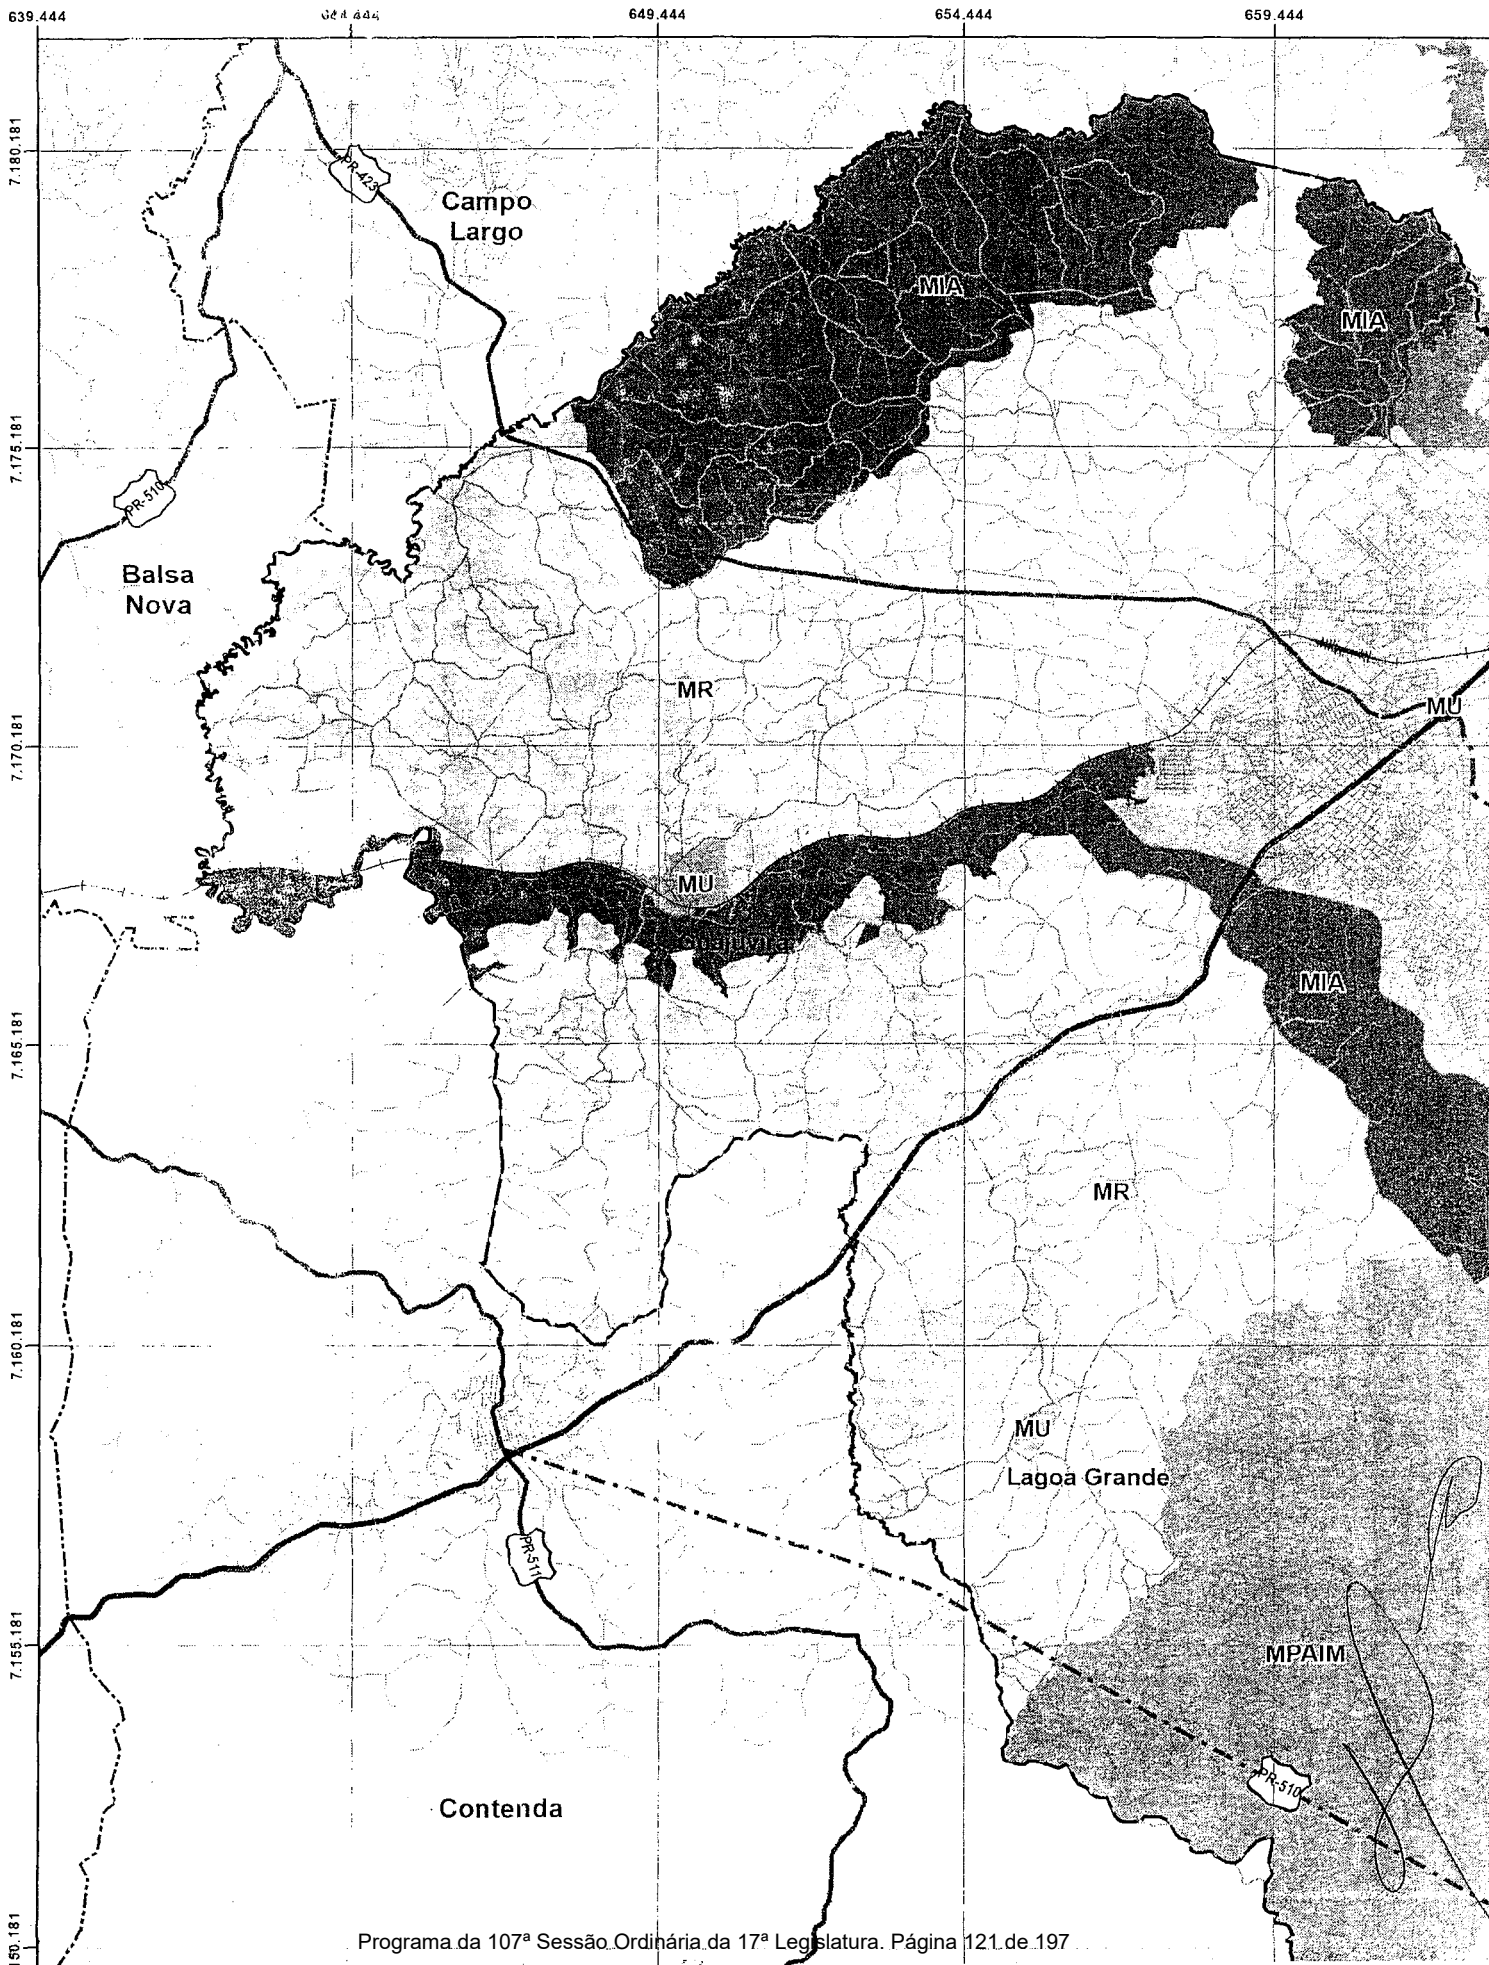 639.444
649.444
654.444
659.444
7.180.181
PR-423
Campo
Largo
MIA
MIA
7.175.181
PR-510
Balsa
Nova
MR
MU
7.170.181
MU
Guajuvira
MIA
7.165.181
MR
7.160.181
MU
Lagoa Grande
PR-511
7.155.181
MPAIM
PR-510
Contenda
Programa da 107ª Sessão Ordinária da 17ª Legislatura. Página 121 de 197